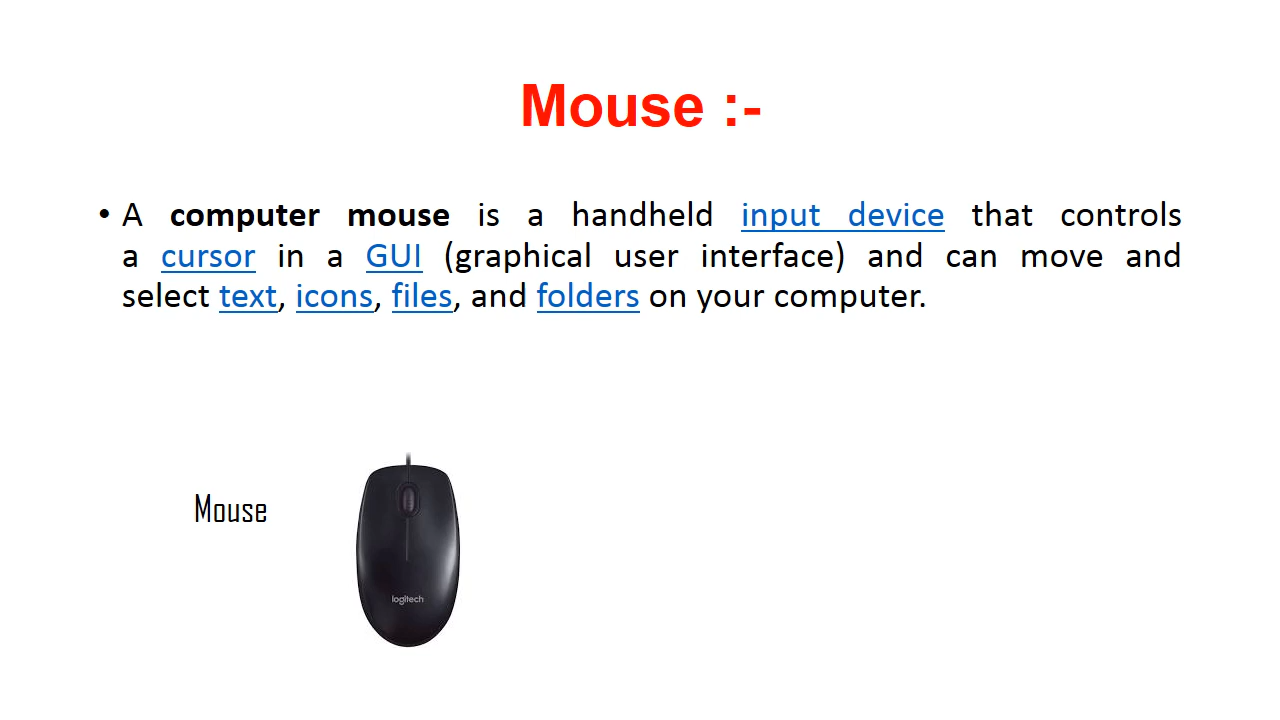 Mouse :-
• A computer mouse is a handheld input device that controls
a cursor in a GUI (graphical user interface) and can move and
select text, icons, files, and folders on your computer.
Mouse
logitech